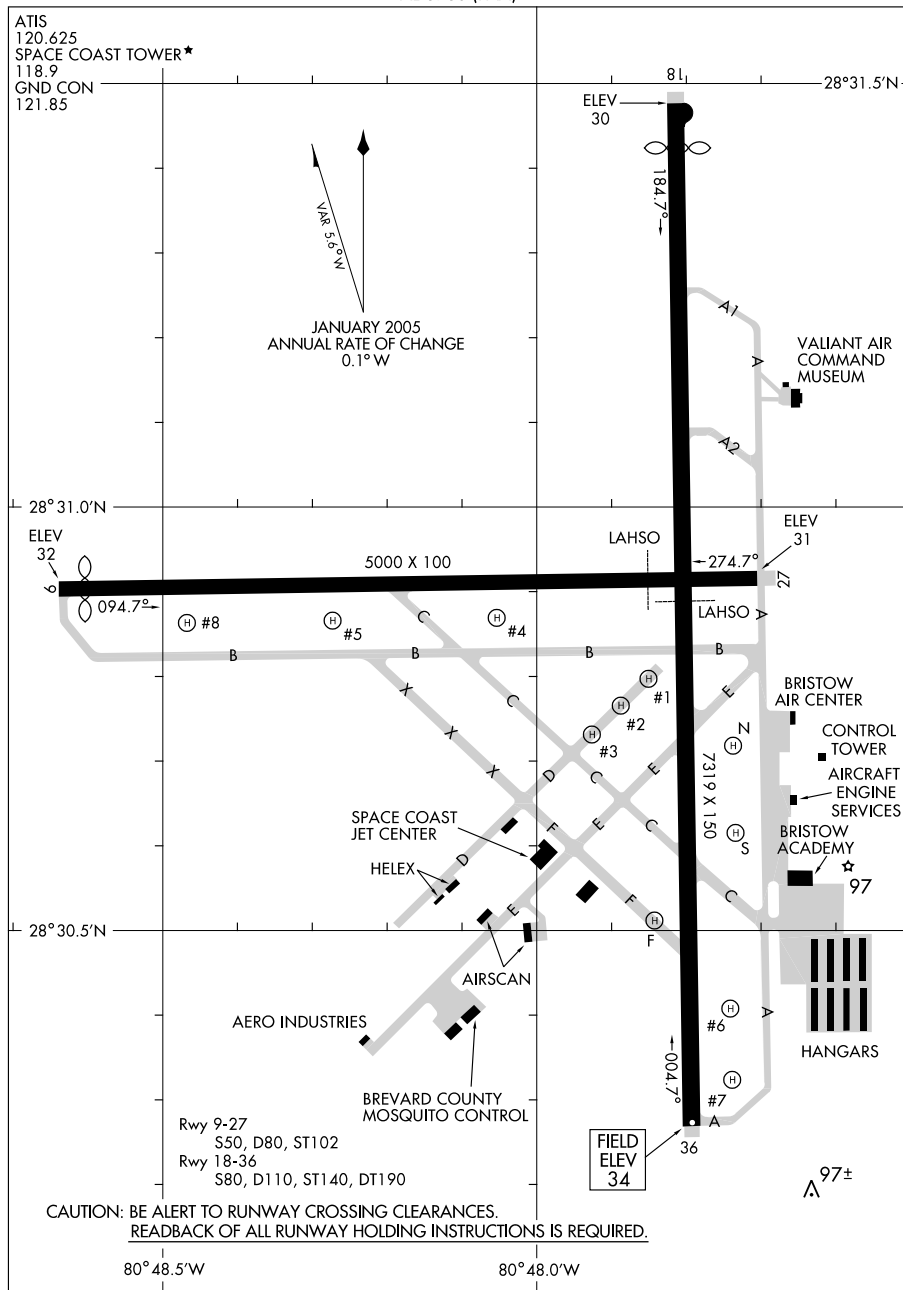 ATIS
120.625
SPACE COAST TOWER★
118.9
GND CON
121.85
18
28°31.5'N
ELEV
30
184.7°
VAR 5.6° W
JANUARY 2005
ANNUAL RATE OF CHANGE
0.1° W
A1
A
VALIANT AIR
COMMAND
MUSEUM
A2
28°31.0'N
ELEV
32
LAHSO
ELEV
31
5000 X 100
274.7°
9
27
094.7°
LAHSO
A
H #8
H #5
C
H #4
B
B
B
B
X
H #1
E
BRISTOW
AIR CENTER
C
H #2
X
H #3
N
H
CONTROL
TOWER
X
D
C
E
7319 X 150
AIRCRAFT
ENGINE
SERVICES
SPACE COAST
JET CENTER
F
E
C
H
S
BRISTOW
ACADEMY
D
HELEX
97
E
F
C
H
F
28°30.5'N
AIRSCAN
AERO INDUSTRIES
H
#6
A
HANGARS
BREVARD COUNTY
MOSQUITO CONTROL
004.7°
H
#7
A
Rwy 9-27
S50, D80, ST102
Rwy 18-36
S80, D110, ST140, DT190
FIELD
ELEV
34
36
97±
CAUTION: BE ALERT TO RUNWAY CROSSING CLEARANCES.
READBACK OF ALL RUNWAY HOLDING INSTRUCTIONS IS REQUIRED.
80°48.5'W
80°48.0'W